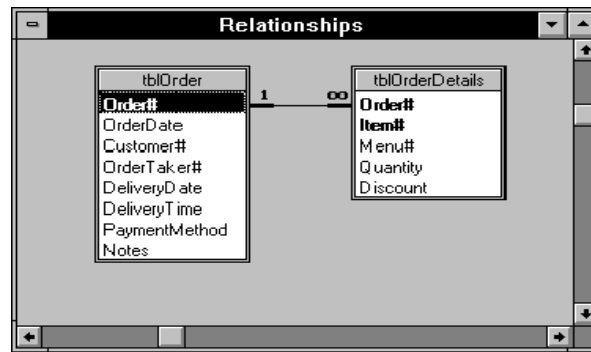 Relationships
tblOrder
Order#
OrderDate
Customer#
OrderTaker#
DeliveryDate
DeliveryTime
PaymentMethod
Notes
1 ∞
tblOrderDetails
Order#
Item#
Menu#
Quantity
Discount